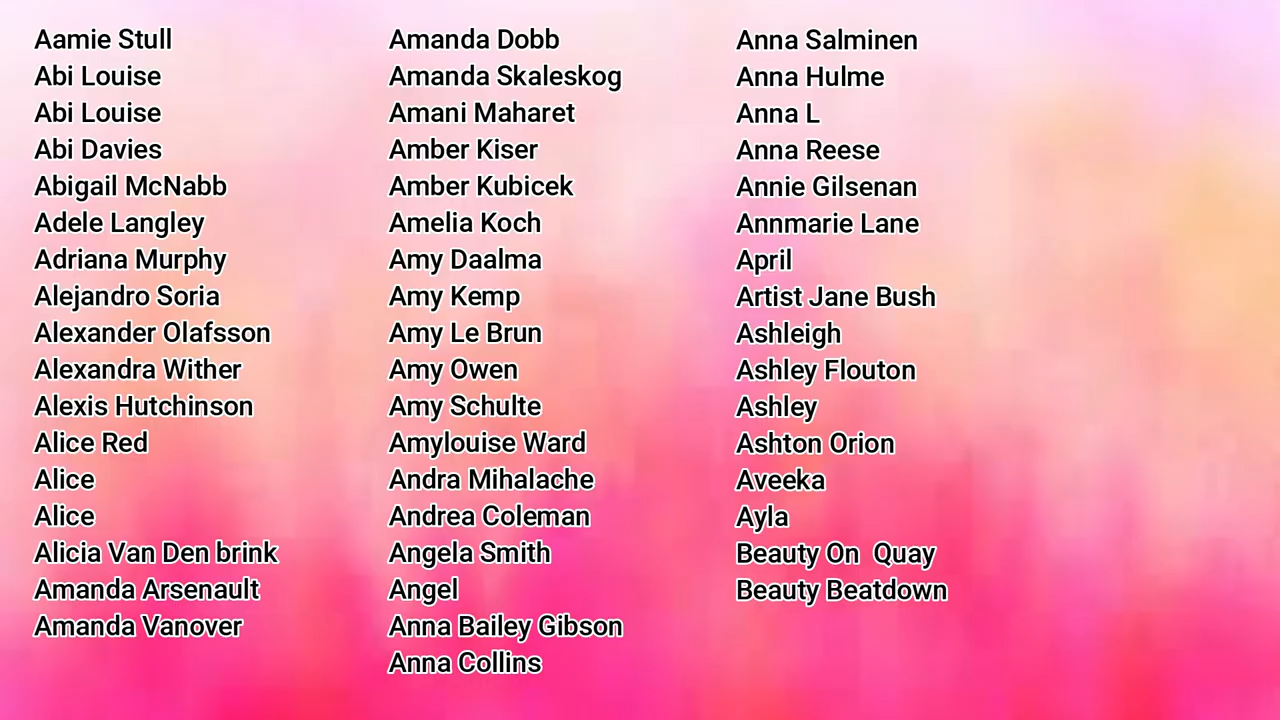 Aamie Stull
Abi Louise
Abi Louise
Abi Davies
Abigail McNabb
Adele Langley
Adriana Murphy
Alejandro Soria
Alexander Olafsson
Alexandra Wither
Alexis Hutchinson
Alice Red
Alice
Alice
Alicia Van Den brink
Amanda Arsenault
Amanda Vanover
Amanda Dobb
Amanda Skaleskog
Amani Maharet
Amber Kiser
Amber Kubicek
Amelia Koch
Amy Daalma
Amy Kemp
Amy Le Brun
Amy Owen
Amy Schulte
Amylouise Ward
Andra Mihalache
Andrea Coleman
Angela Smith
Angel
Anna Bailey Gibson
Anna Collins
Anna Salminen
Anna Hulme
Anna L
Anna Reese
Annie Gilsenan
Annmarie Lane
April
Artist Jane Bush
Ashleigh
Ashley Flouton
Ashley
Ashton Orion
Aveeka
Ayla
Beauty On  Quay
Beauty Beatdown